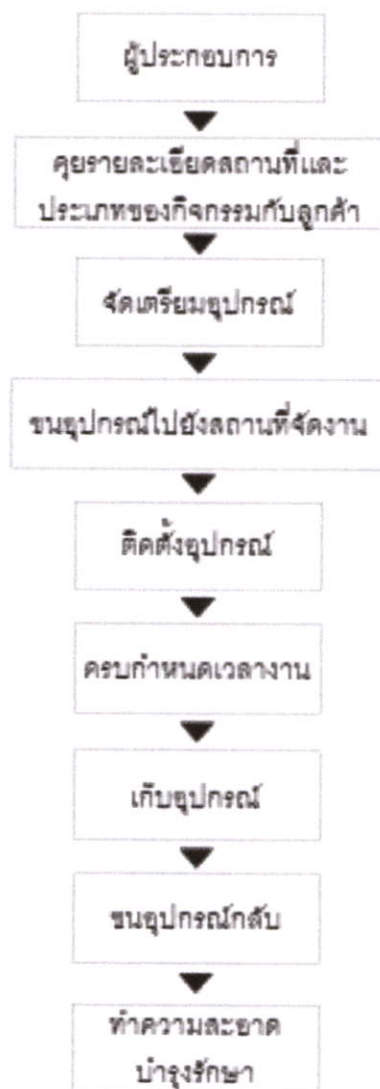 ผู้ประกอบการ
คุยรายละเอียดสถานที่และ
ประเภทของกิจกรรมกับลูกค้า
จัดเตรียมอุปกรณ์
ขนอุปกรณ์ไปยังสถานที่จัดงาน
ติดตั้งอุปกรณ์
ครบกำหนดเวลางาน
เก็บอุปกรณ์
ขนอุปกรณ์กลับ
ทำความสะอาด
บำรุงรักษา